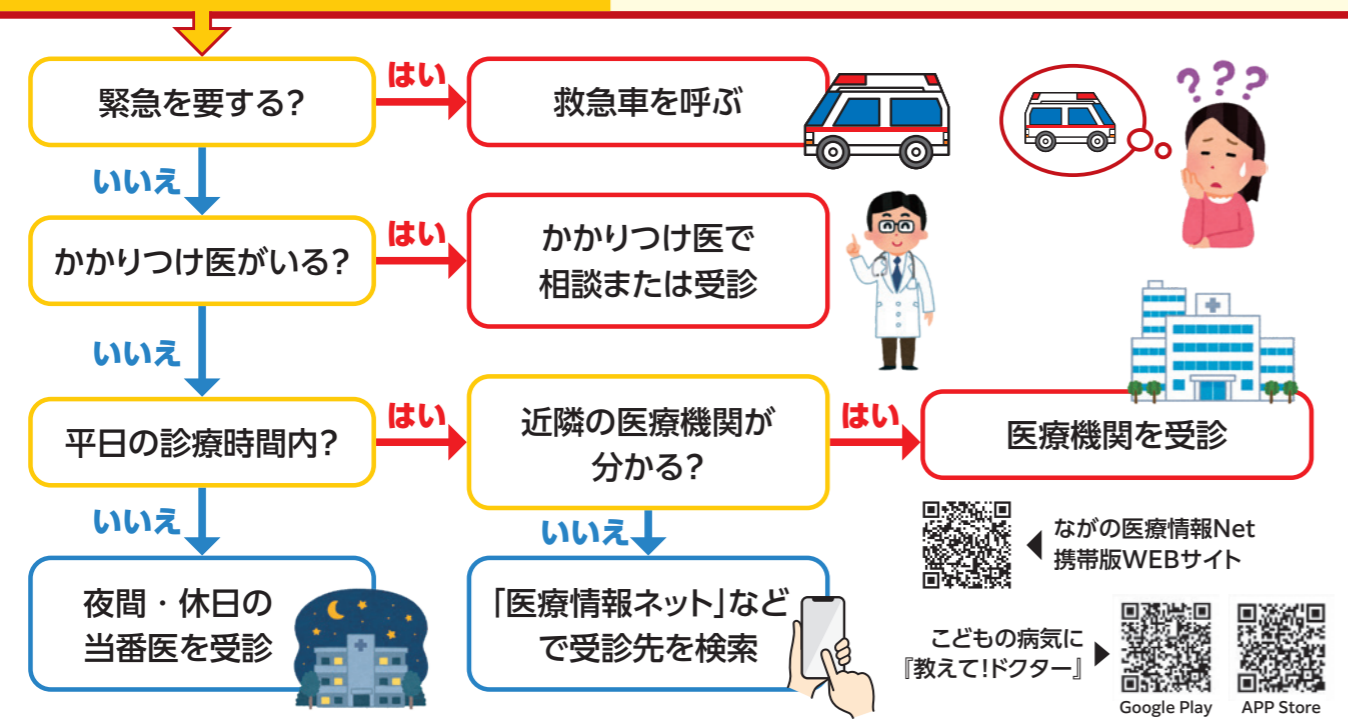 緊急を要する?
はい
救急車を呼ぶ
???
いいえ
かかりつけ医がいる?
はい
かかりつけ医で
相談または受診
いいえ
平日の診療時間内?
はい
近隣の医療機関が
分かる?
はい
医療機関を受診
いいえ
夜間・休日の
当番医を受診
いいえ
「医療情報ネット」など
で受診先を検索
ながの医療情報Net
携帯版WEBサイト
こどもの病気に
『教えて!ドクター』
Google Play
APP Store